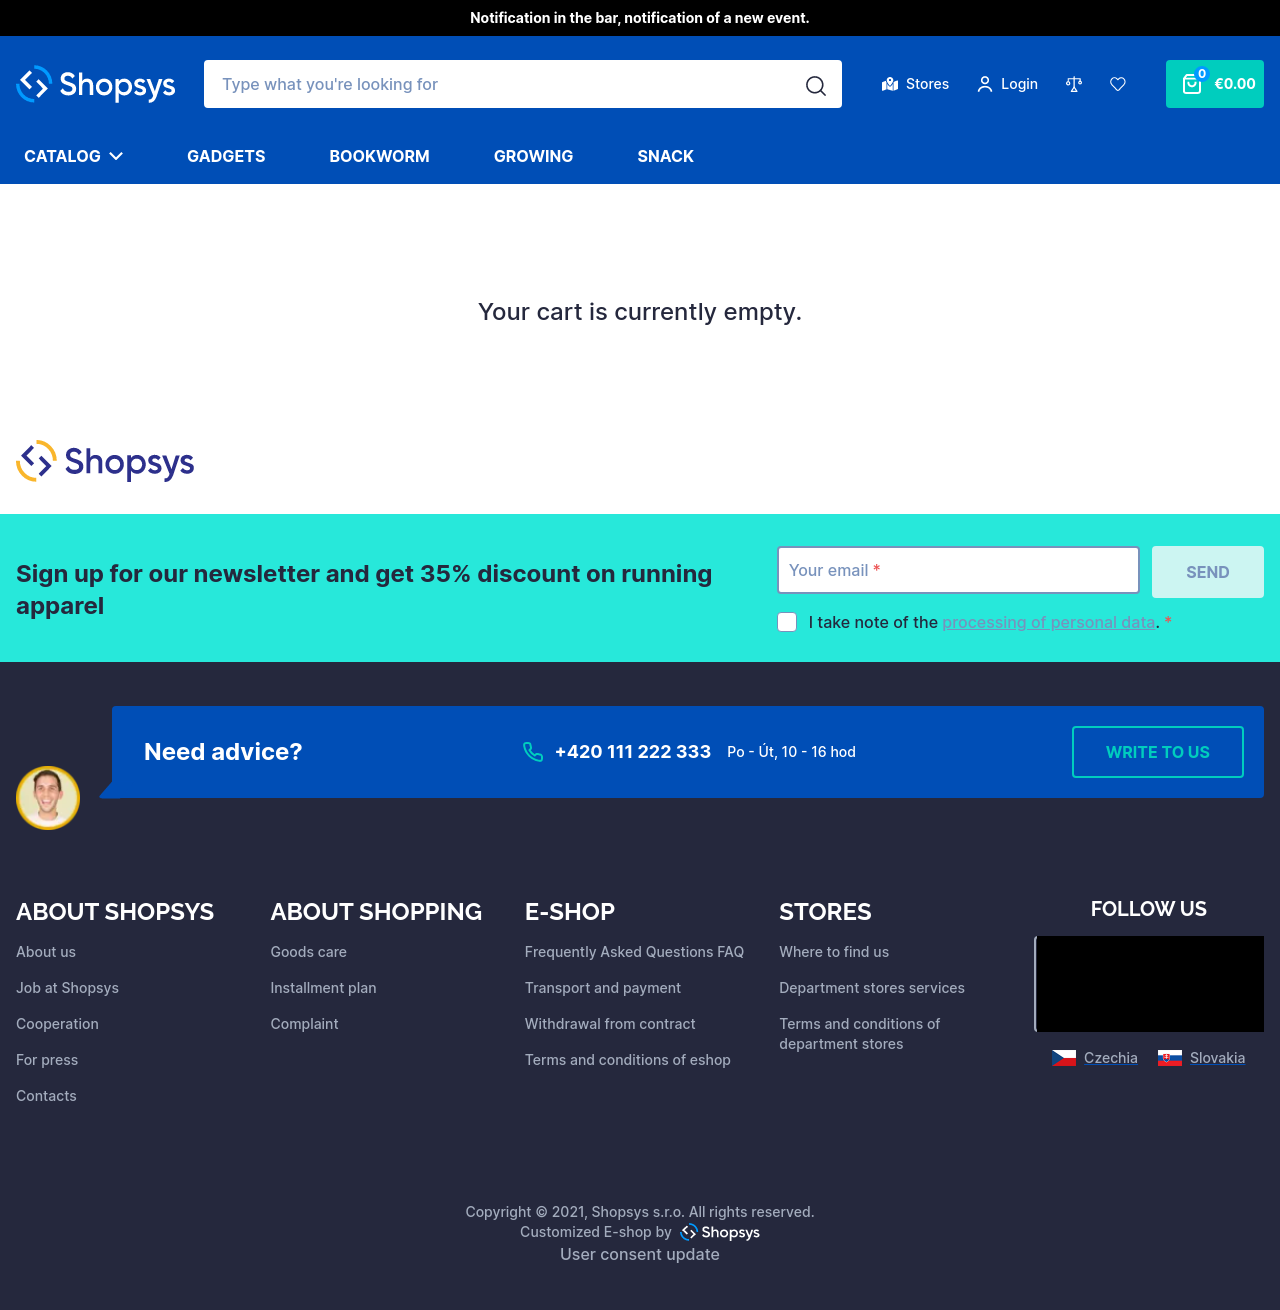 Notification in the bar, notification of a new event.
Shopsys
Type what you're looking for
Stores
Login
0
€0.00
CATALOG
GADGETS
BOOKWORM
GROWING
SNACK
Your cart is currently empty.
Shopsys
Sign up for our newsletter and get 35% discount on running
apparel
Your email *
SEND
I take note of the processing of personal data. *
Need advice?
+420 111 222 333
Po - Út, 10 - 16 hod
WRITE TO US
ABOUT SHOPSYS
About us
Job at Shopsys
Cooperation
For press
Contacts
ABOUT SHOPPING
Goods care
Installment plan
Complaint
E-SHOP
Frequently Asked Questions FAQ
Transport and payment
Withdrawal from contract
Terms and conditions of eshop
STORES
Where to find us
Department stores services
Terms and conditions of
department stores
FOLLOW US
Czechia
Slovakia
Copyright © 2021, Shopsys s.r.o. All rights reserved.
Customized E-shop by Shopsys
User consent update